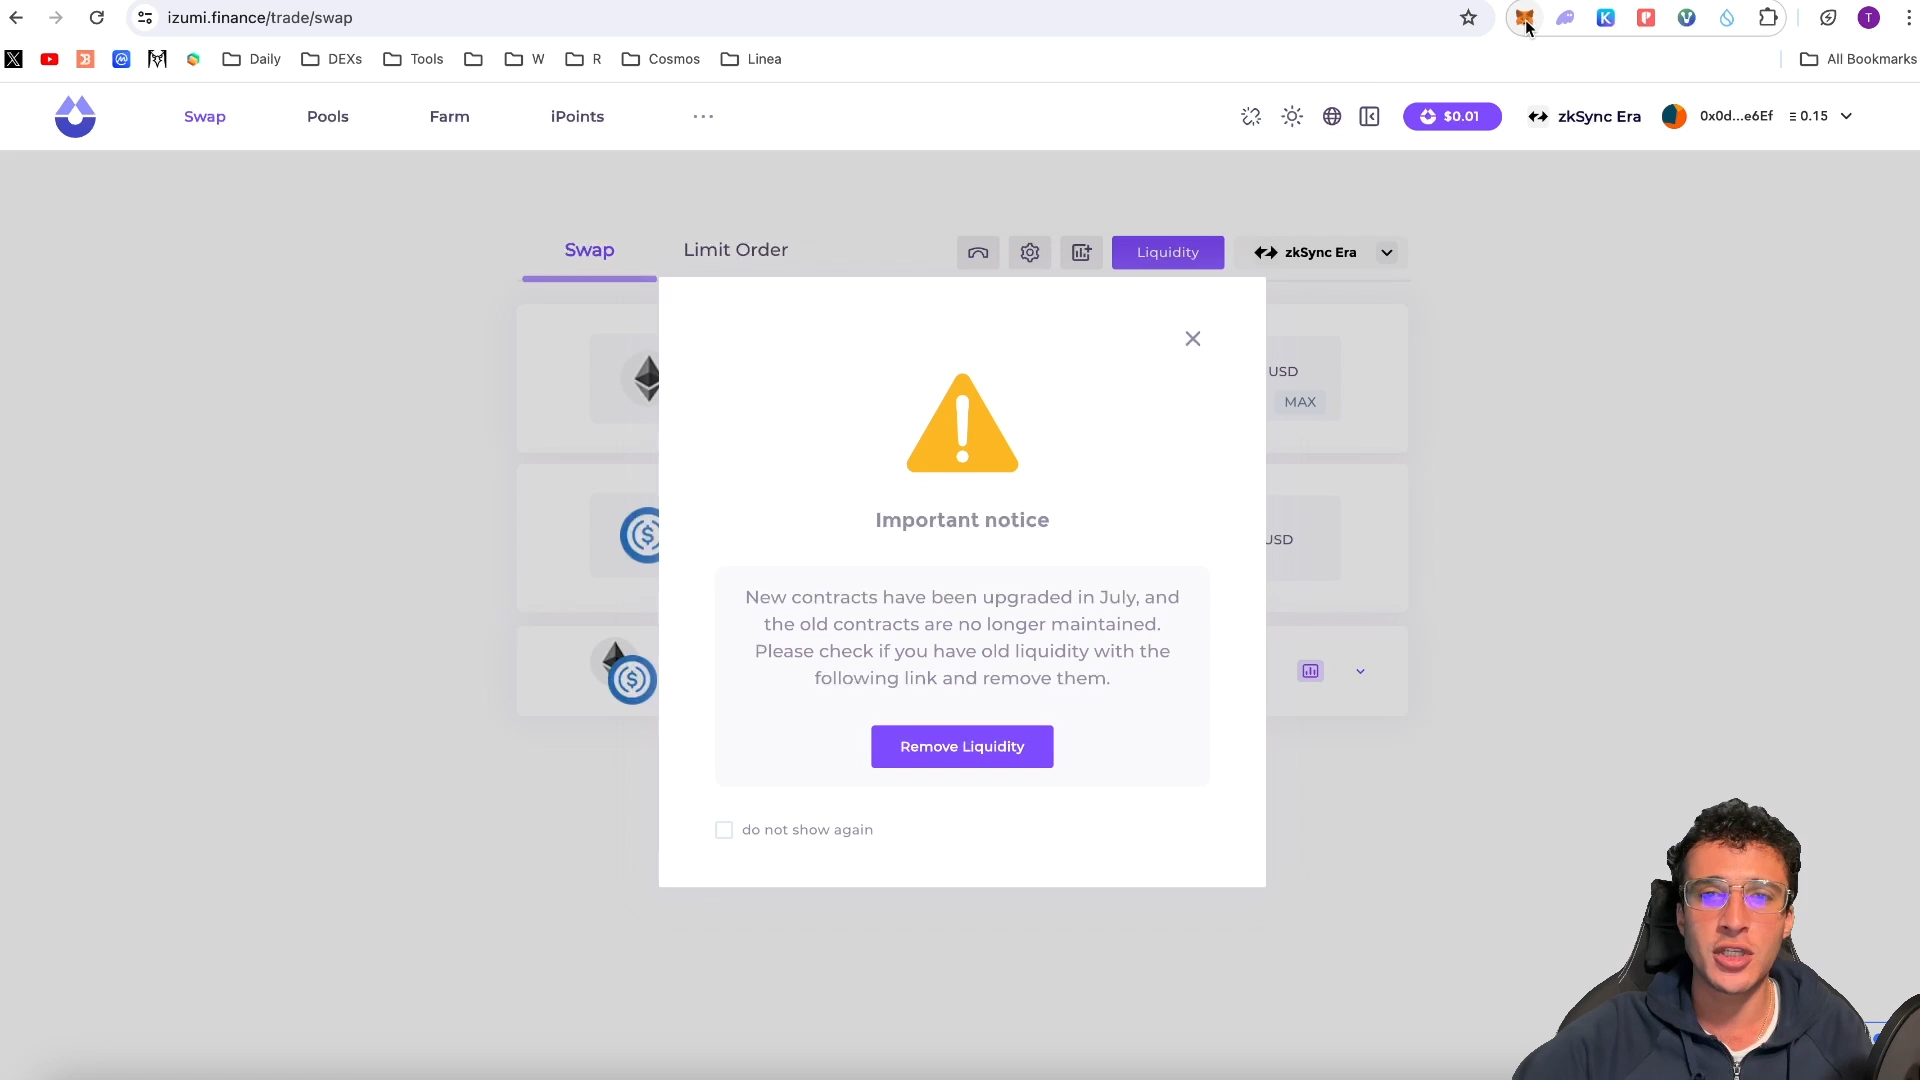 izumi.finance/trade/swap
Daily
DEXs
Tools
W
R
Cosmos
Linea
All Bookmarks
Swap
Pools
Farm
iPoints
$0.01
zkSync Era
0x0d...e6Ef
Ξ 0.15
Swap
Limit Order
Liquidity
zkSync Era
USD
MAX
USD
Important notice
New contracts have been upgraded in July, and
the old contracts are no longer maintained.
Please check if you have old liquidity with the
following link and remove them.
Remove Liquidity
do not show again